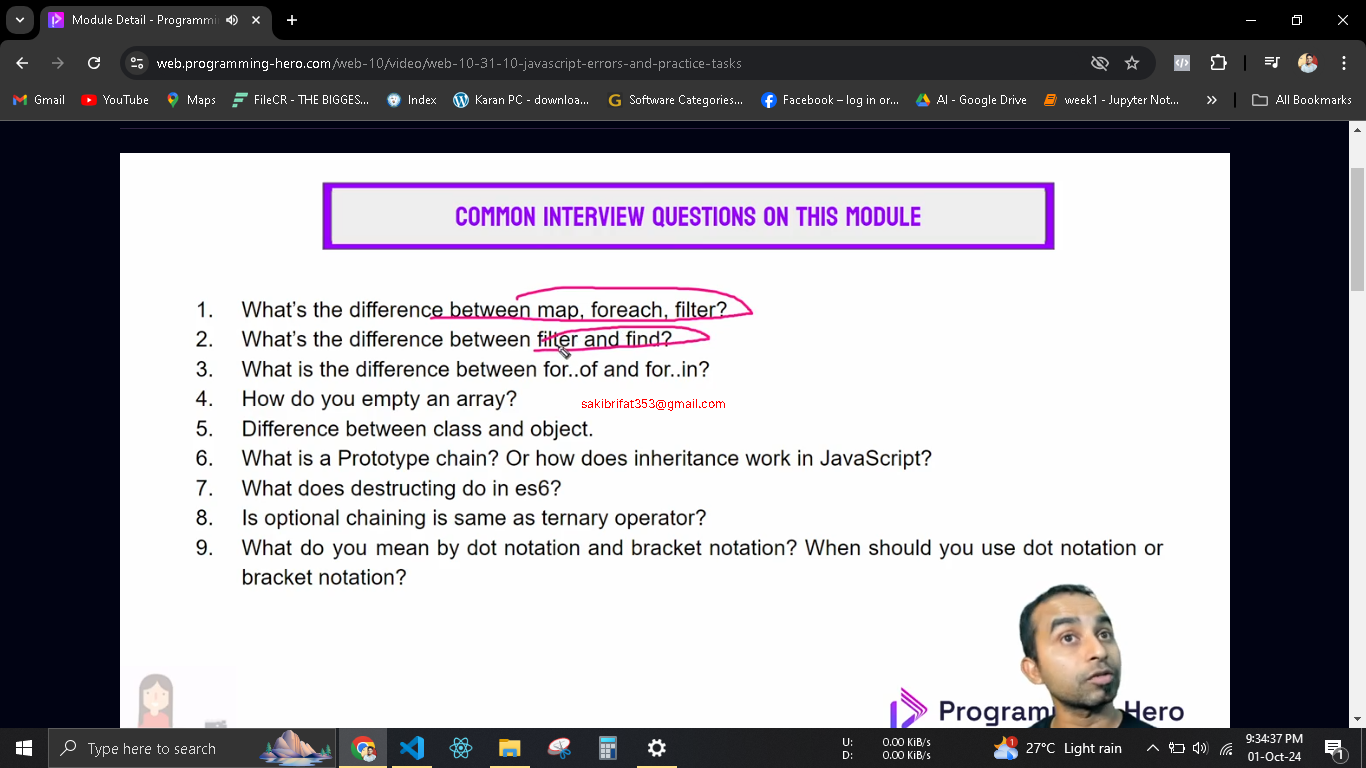 Module Detail - Programmi
web.programming-hero.com/web-10/video/web-10-31-10-javascript-errors-and-practice-tasks
Gmail YouTube Maps FileCR - THE BIGGES... Index Karan PC - downloa... Software Categories,... Facebook – log in or... AI - Google Drive week1 - Jupyter Not... All Bookmarks
COMMON INTERVIEW QUESTIONS ON THIS MODULE
1. What's the difference between map, foreach, filter?
2. What's the difference between filter and find?
3. What is the difference between for..of and for..in?
4. How do you empty an array?
sakibrifat353@gmail.com
5. Difference between class and object.
6. What is a Prototype chain? Or how does inheritance work in JavaScript?
7. What does destructing do in es6?
8. Is optional chaining is same as ternary operator?
9. What do you mean by dot notation and bracket notation? When should you use dot notation or
bracket notation?
Programm Hero
Type here to search
U: 0.00 KiB/s
D: 0.00 KiB/s
1
27°C Light rain
9:34:37 PM
01-Oct-24
1